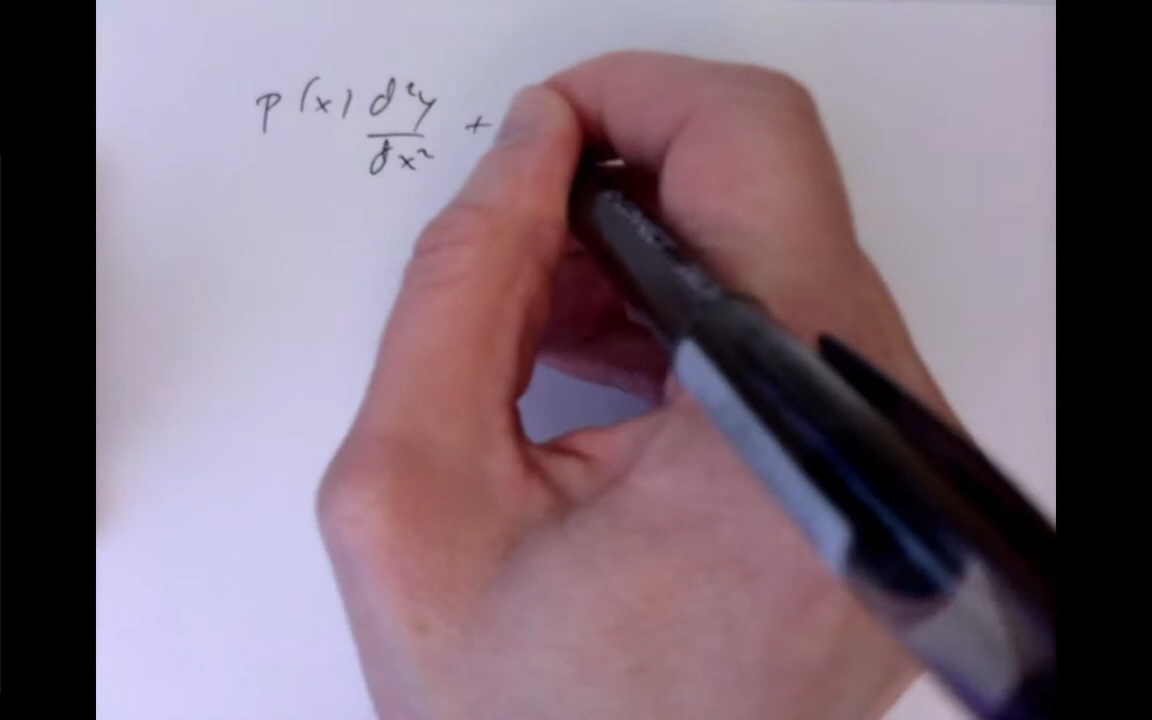 p(x) d²y/dx² +